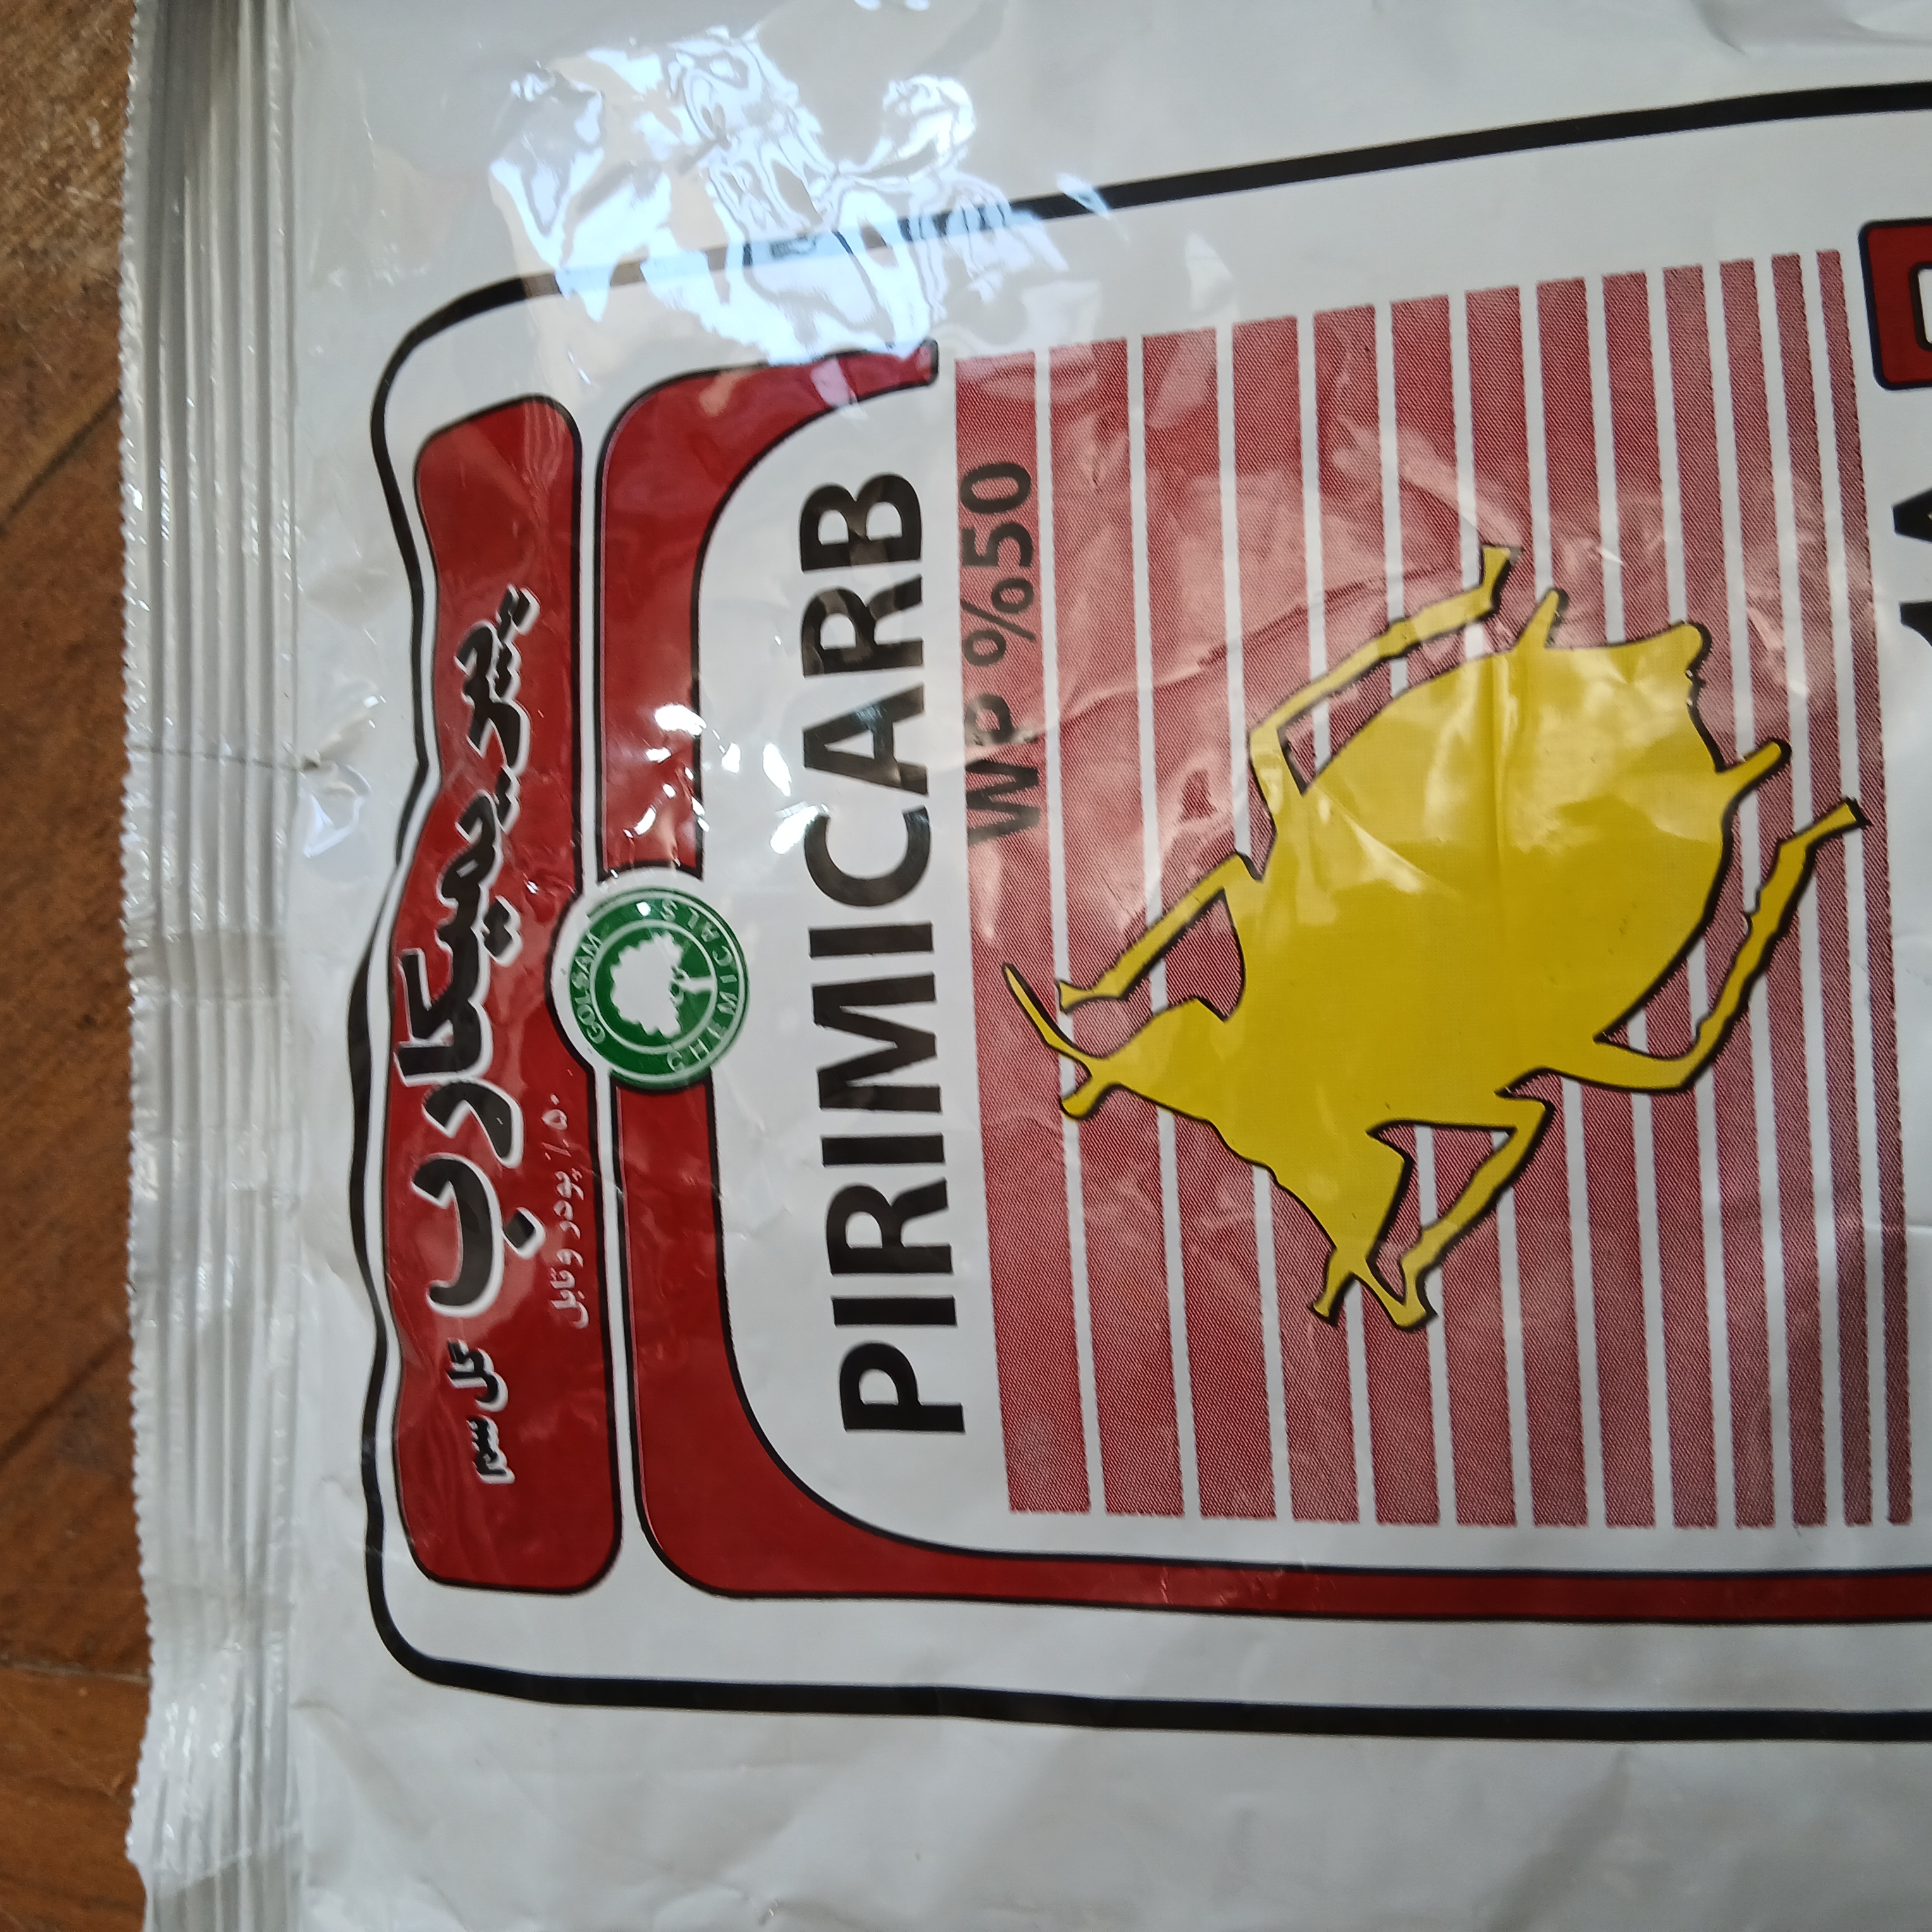 پیریمیکارب گل سم
۵۰٪ پودر وتابل
GOLSAM CHEMICALS
PIRIMICARB
WP %50